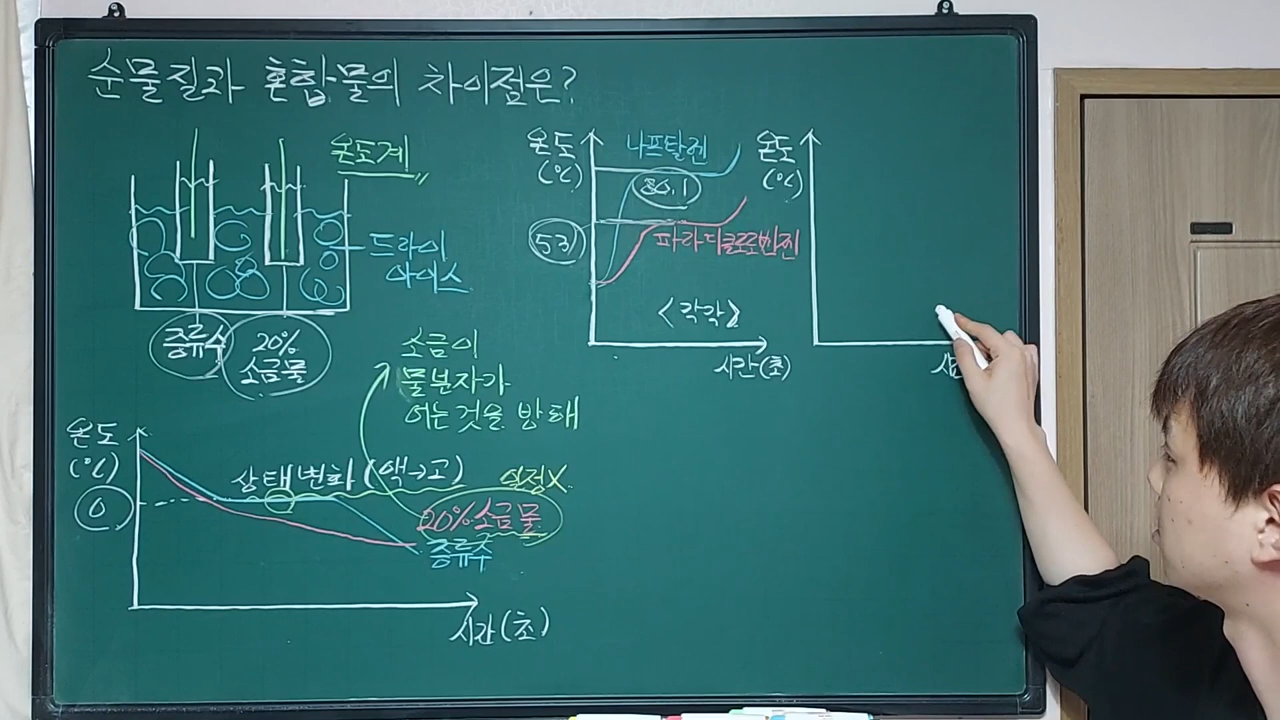 순물질과 혼합물의 차이점은?
온도계
드라이
아이스
증류수
20%
소금물
소금이
물분자가
어는것을 방해
온도
(℃)
0
상태변화(액→고)
일정X
20% 소금물
증류수
시간(초)
온도
(℃)
나프탈렌
80.1
53
파라디클로로벤젠
<각각>
시간(초)
온도
(℃)